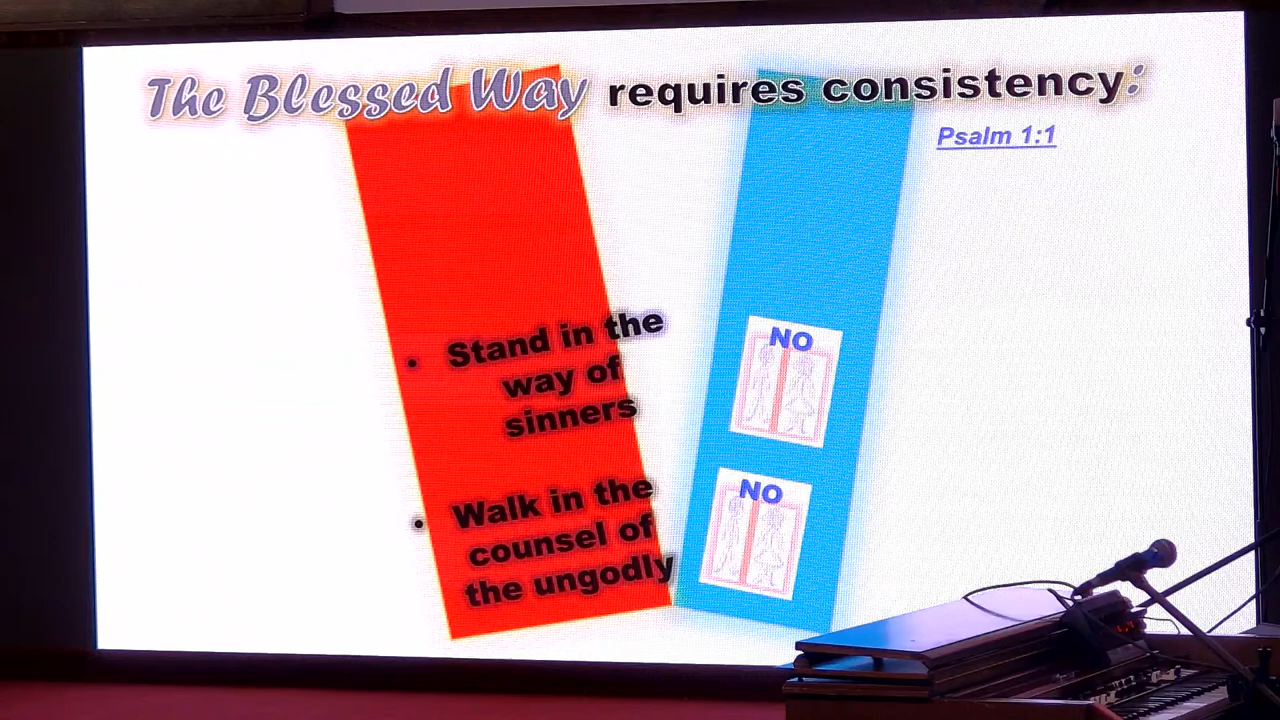 The Blessed Way requires consistency:
Psalm 1:1
• Stand in the
way of
sinners
NO
• Walk in the
counsel of
the ungodly
NO